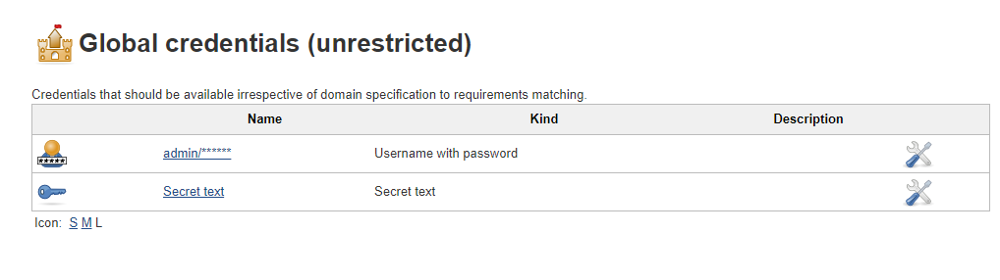 Global credentials (unrestricted)
Credentials that should be available irrespective of domain specification to requirements matching.
Name Kind Description
***** admin/****** Username with password
Secret text Secret text
Icon: S M L